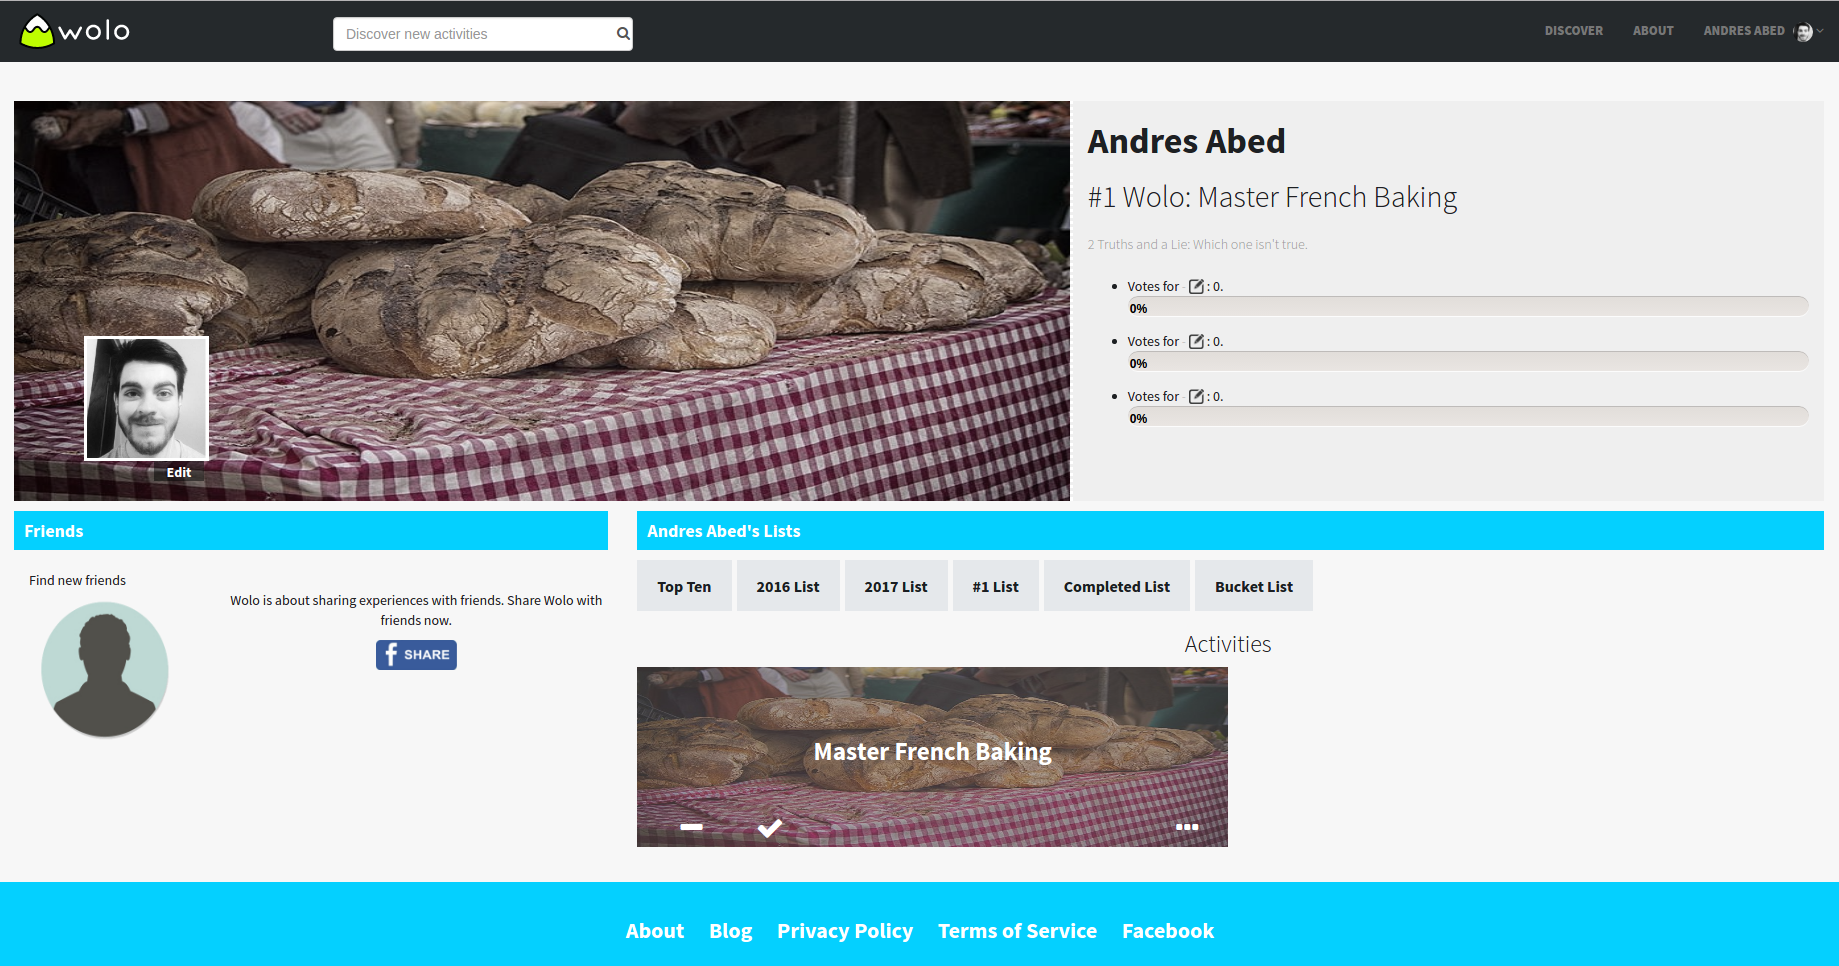 wolo
Discover new activities
DISCOVER
ABOUT
ANDRES ABED
Andres Abed
#1 Wolo: Master French Baking
2 Truths and a Lie: Which one isn't true.
Votes for - : 0.
0%
Votes for - : 0.
0%
Votes for - : 0.
0%
Edit
Friends
Find new friends
Wolo is about sharing experiences with friends. Share Wolo with
friends now.
f SHARE
Andres Abed's Lists
Top Ten
2016 List
2017 List
#1 List
Completed List
Bucket List
Activities
Master French Baking
About
Blog
Privacy Policy
Terms of Service
Facebook